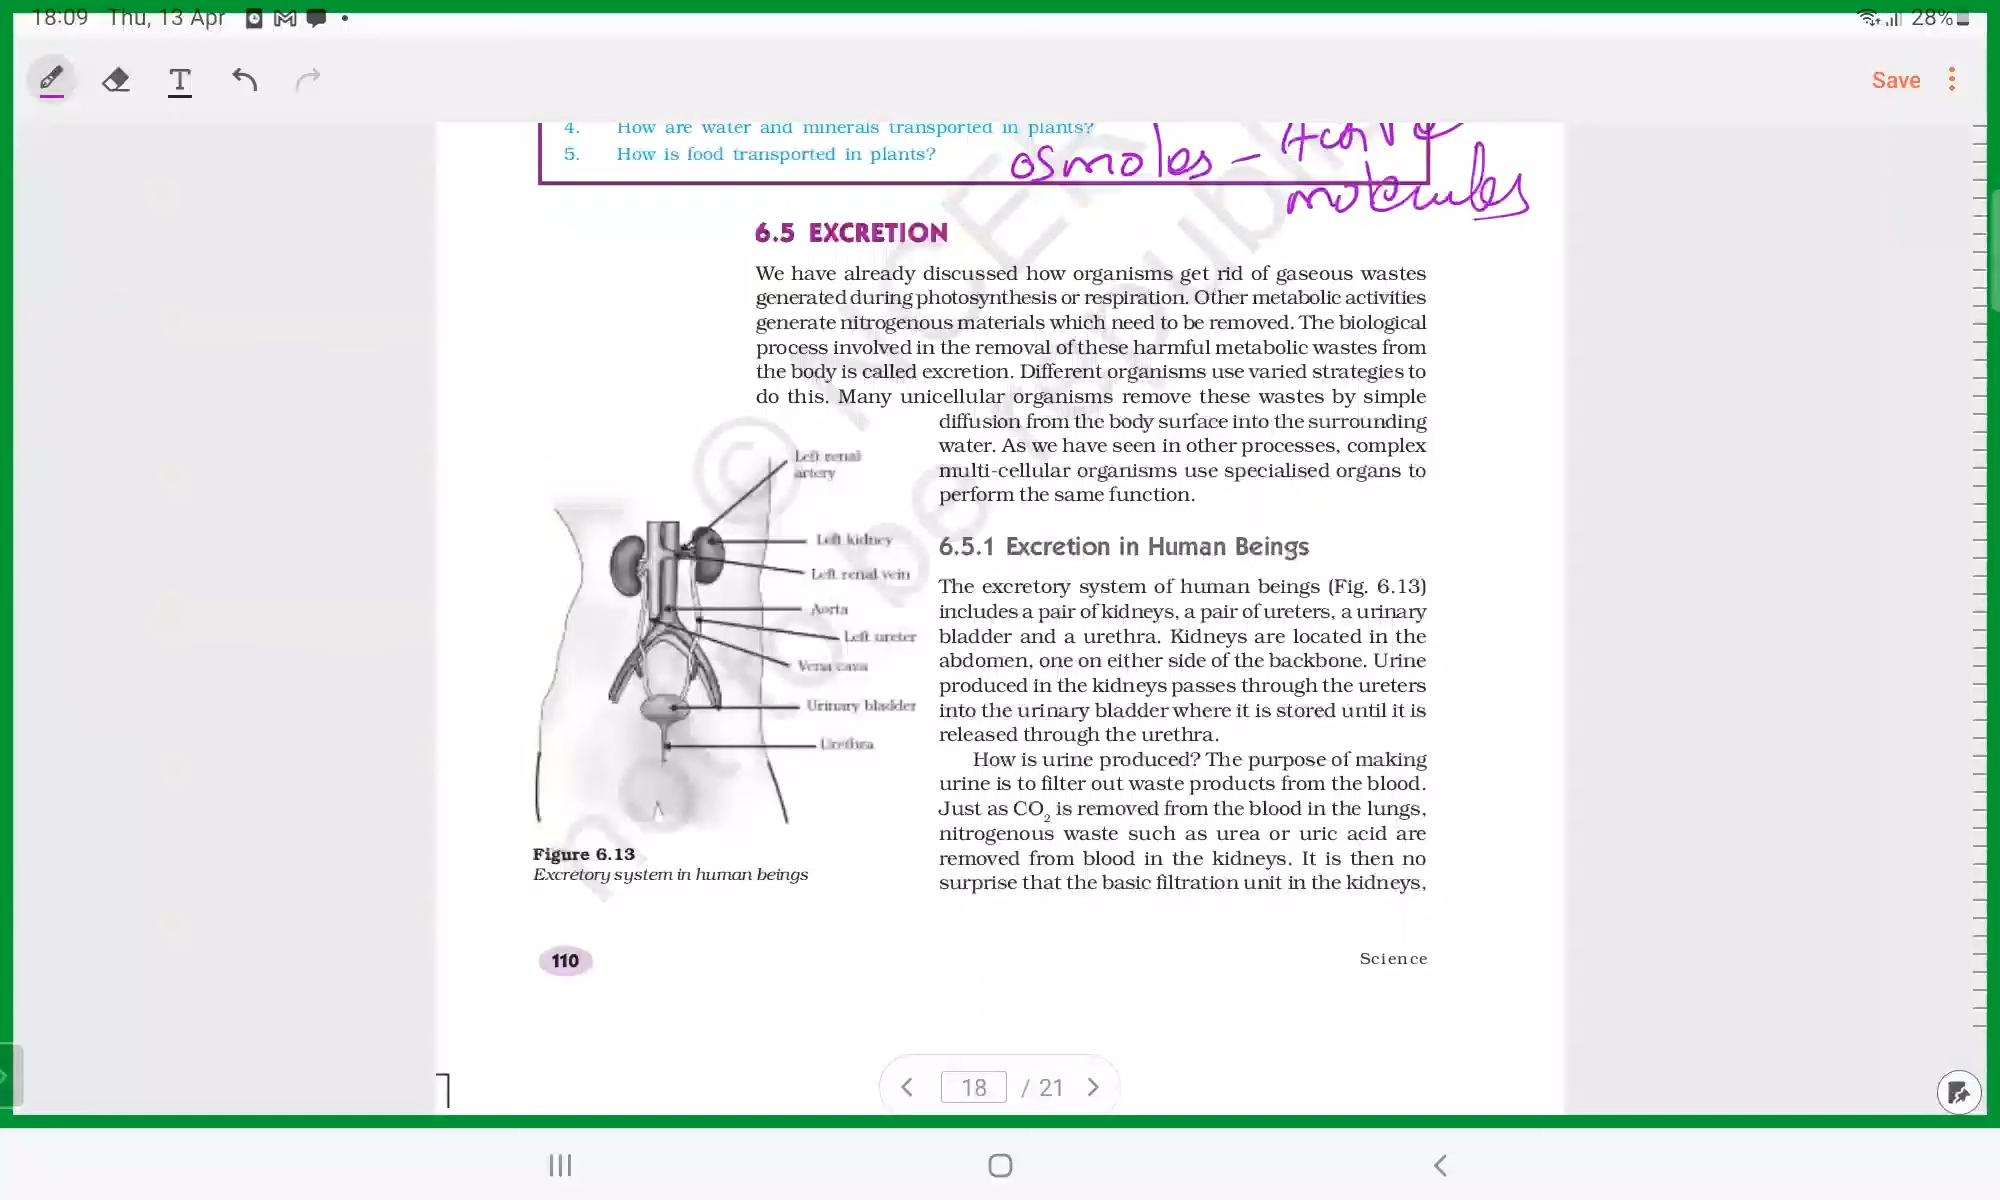 18:09 Thu, 13 Apr
28%
Save
4. How are water and minerals transported in plants?
5. How is food transported in plants?
osmoles - Active
molecules
6.5 EXCRETION
We have already discussed how organisms get rid of gaseous wastes
generated during photosynthesis or respiration. Other metabolic activities
generate nitrogenous materials which need to be removed. The biological
process involved in the removal of these harmful metabolic wastes from
the body is called excretion. Different organisms use varied strategies to
do this. Many unicellular organisms remove these wastes by simple
diffusion from the body surface into the surrounding
water. As we have seen in other processes, complex
multi-cellular organisms use specialised organs to
perform the same function.
Left renal
artery
Left kidney
Left renal vein
Aorta
Left ureter
Vena cava
Urinary bladder
Urethra
Figure 6.13
Excretory system in human beings
6.5.1 Excretion in Human Beings
The excretory system of human beings (Fig. 6.13)
includes a pair of kidneys, a pair of ureters, a urinary
bladder and a urethra. Kidneys are located in the
abdomen, one on either side of the backbone. Urine
produced in the kidneys passes through the ureters
into the urinary bladder where it is stored until it is
released through the urethra.
How is urine produced? The purpose of making
urine is to filter out waste products from the blood.
Just as CO₂ is removed from the blood in the lungs,
nitrogenous waste such as urea or uric acid are
removed from blood in the kidneys. It is then no
surprise that the basic filtration unit in the kidneys,
110
Science
18 / 21